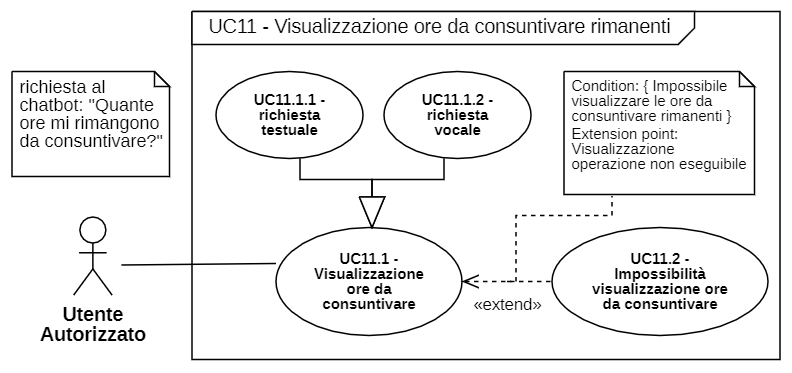 UC11 - Visualizzazione ore da consuntivare rimanenti
richiesta al
chatbot: "Quante
ore mi rimangono
da consuntivare?"
UC11.1.1 -
richiesta
testuale
UC11.1.2 -
richiesta
vocale
Condition: { Impossibile
visualizzare le ore da
consuntivare rimanenti }
Extension point:
Visualizzazione
operazione non eseguibile
UC11.1 -
Visualizzazione
ore da
consuntivare
UC11.2 -
Impossibilità
visualizzazione ore
da consuntivare
«extend»
Utente
Autorizzato